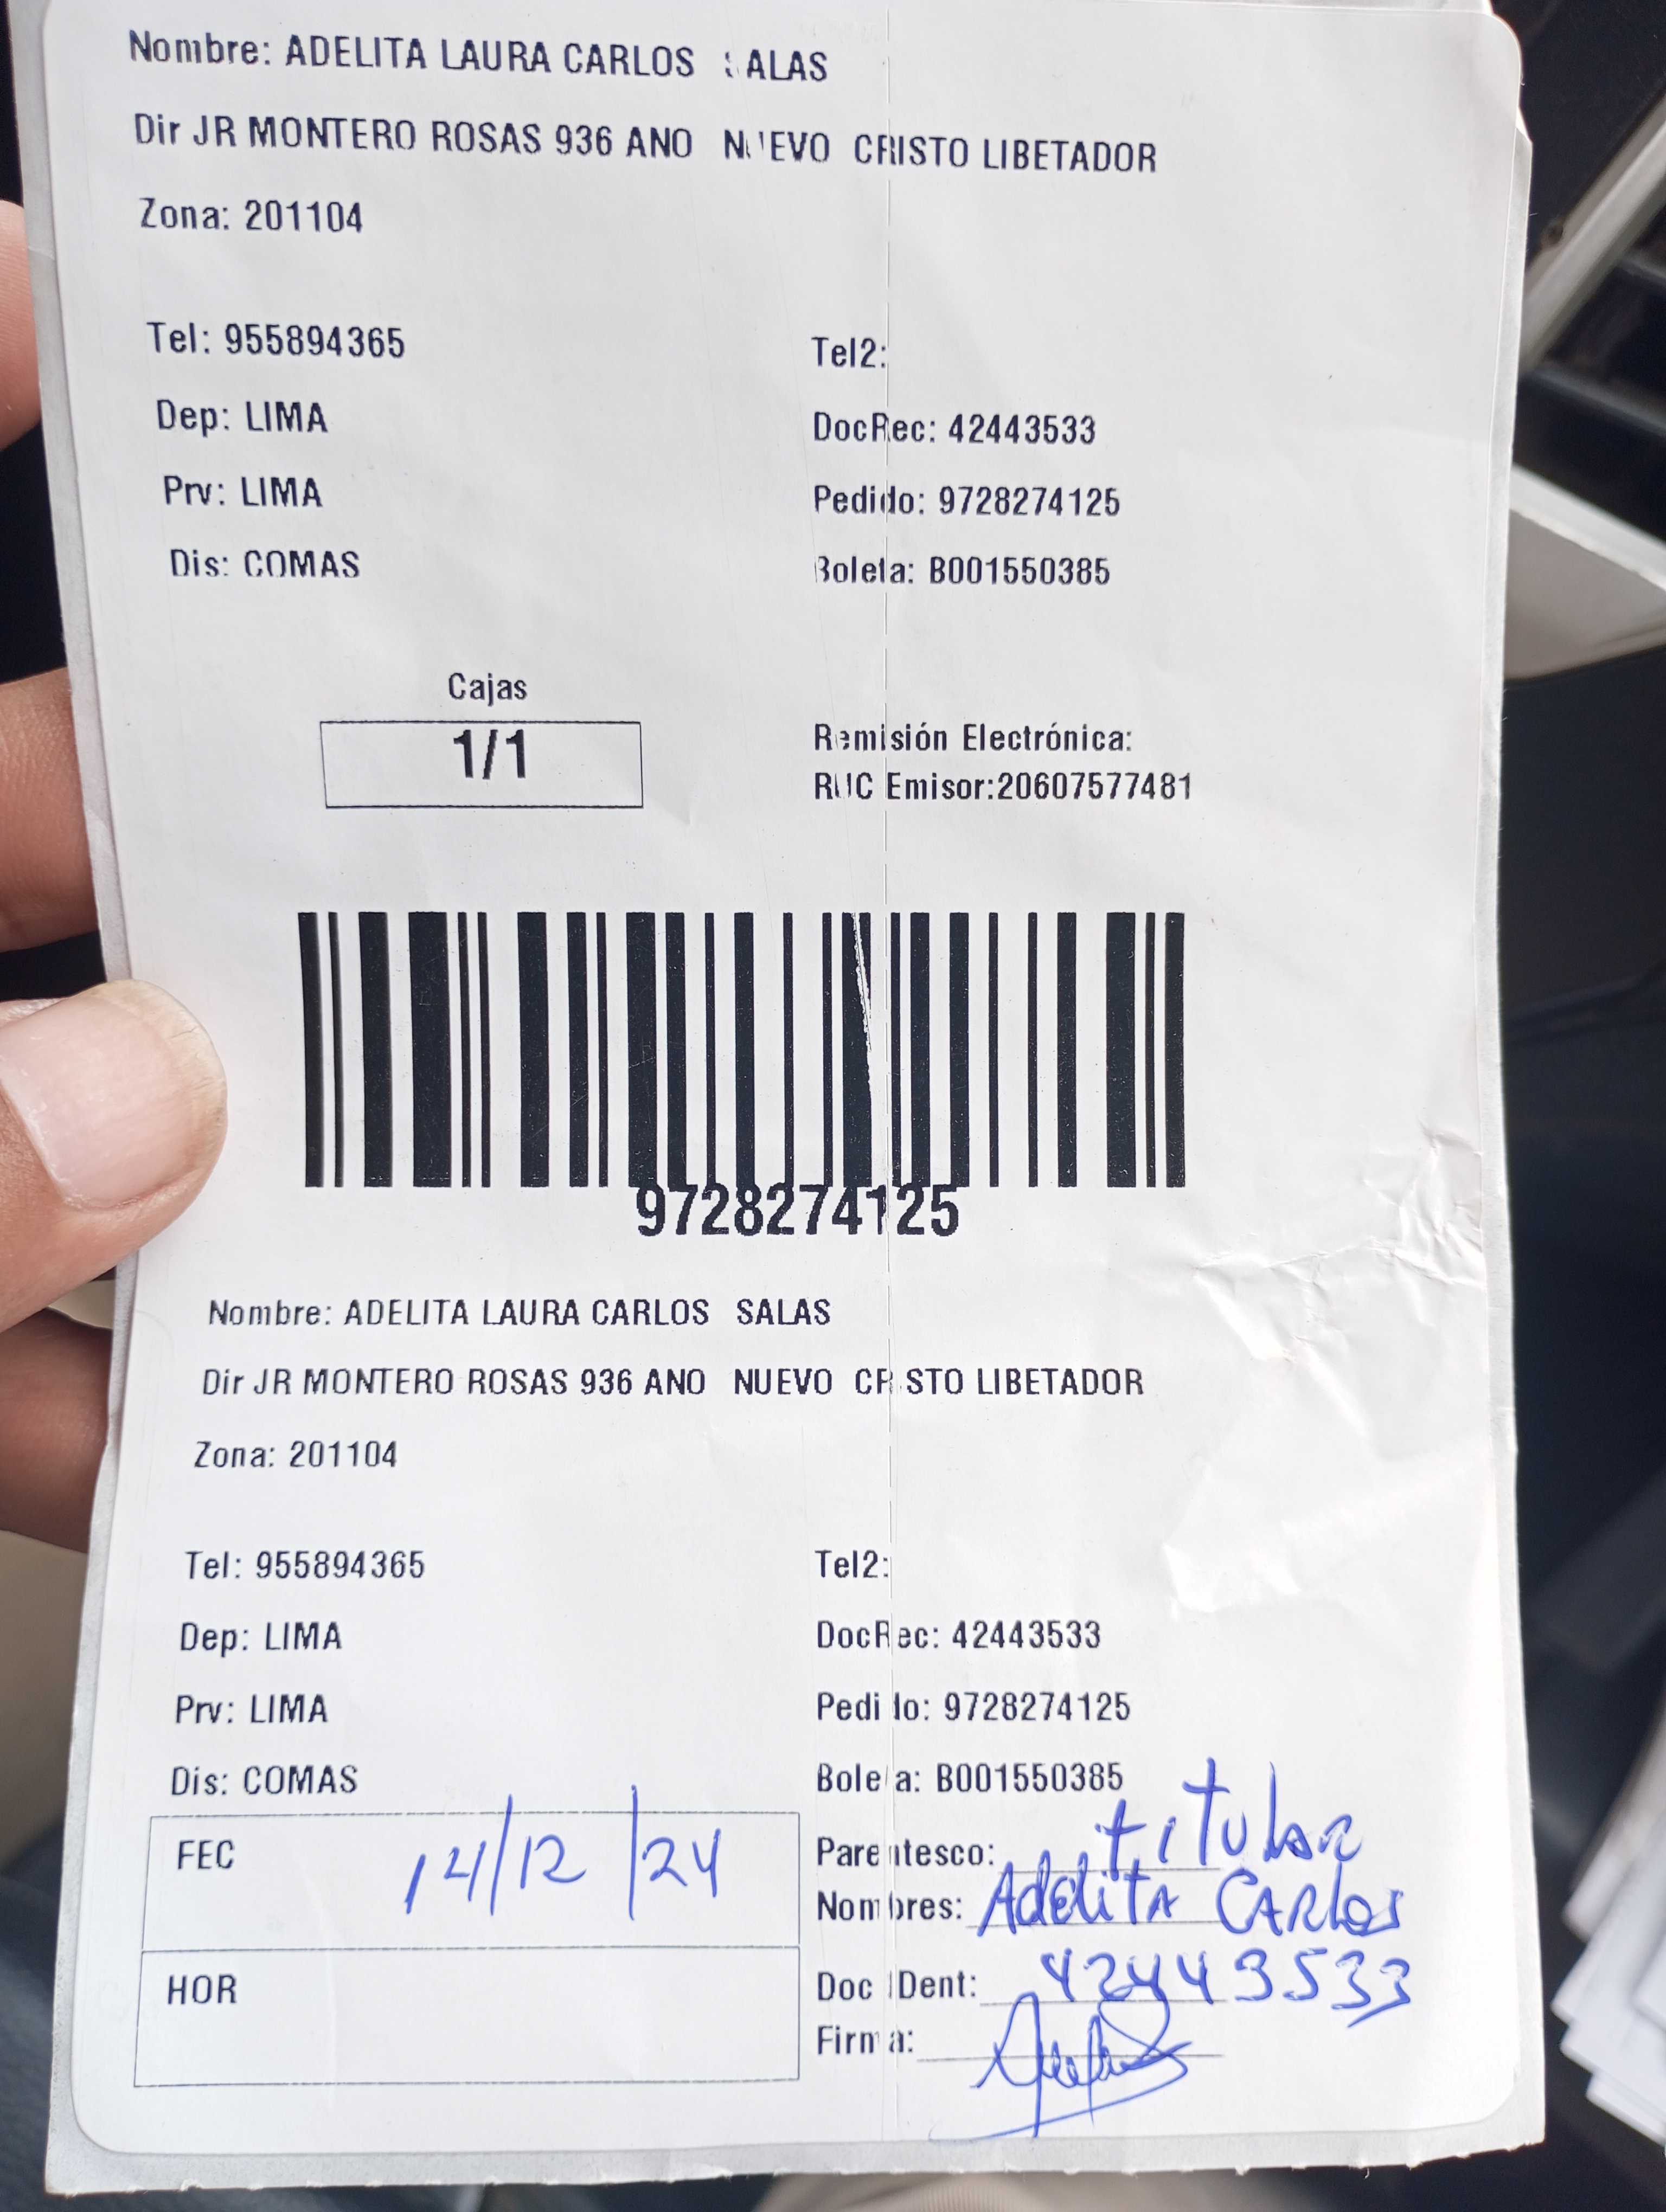 Nombre: ADELITA LAURA CARLOS SALAS
Dir JR MONTERO ROSAS 936 ANO NUEVO CRISTO LIBETADOR
Zona: 201104
Tel: 955894365 Tel2:
Dep: LIMA DocRec: 42443533
Prv: LIMA Pedido: 9728274125
Dis: COMAS Boleta: B001550385
Cajas
1/1
Remisión Electrónica:
RUC Emisor:20607577481
9728274125
Nombre: ADELITA LAURA CARLOS SALAS
Dir JR MONTERO ROSAS 936 ANO NUEVO CRISTO LIBETADOR
Zona: 201104
Tel: 955894365 Tel2:
Dep: LIMA DocRec: 42443533
Prv: LIMA Pedido: 9728274125
Dis: COMAS Boleta: B001550385
FEC 14/12/24
Parentesco: titular
Nombres: Adelita CARlos
HOR
Doc IDent: 42443533
Firma: